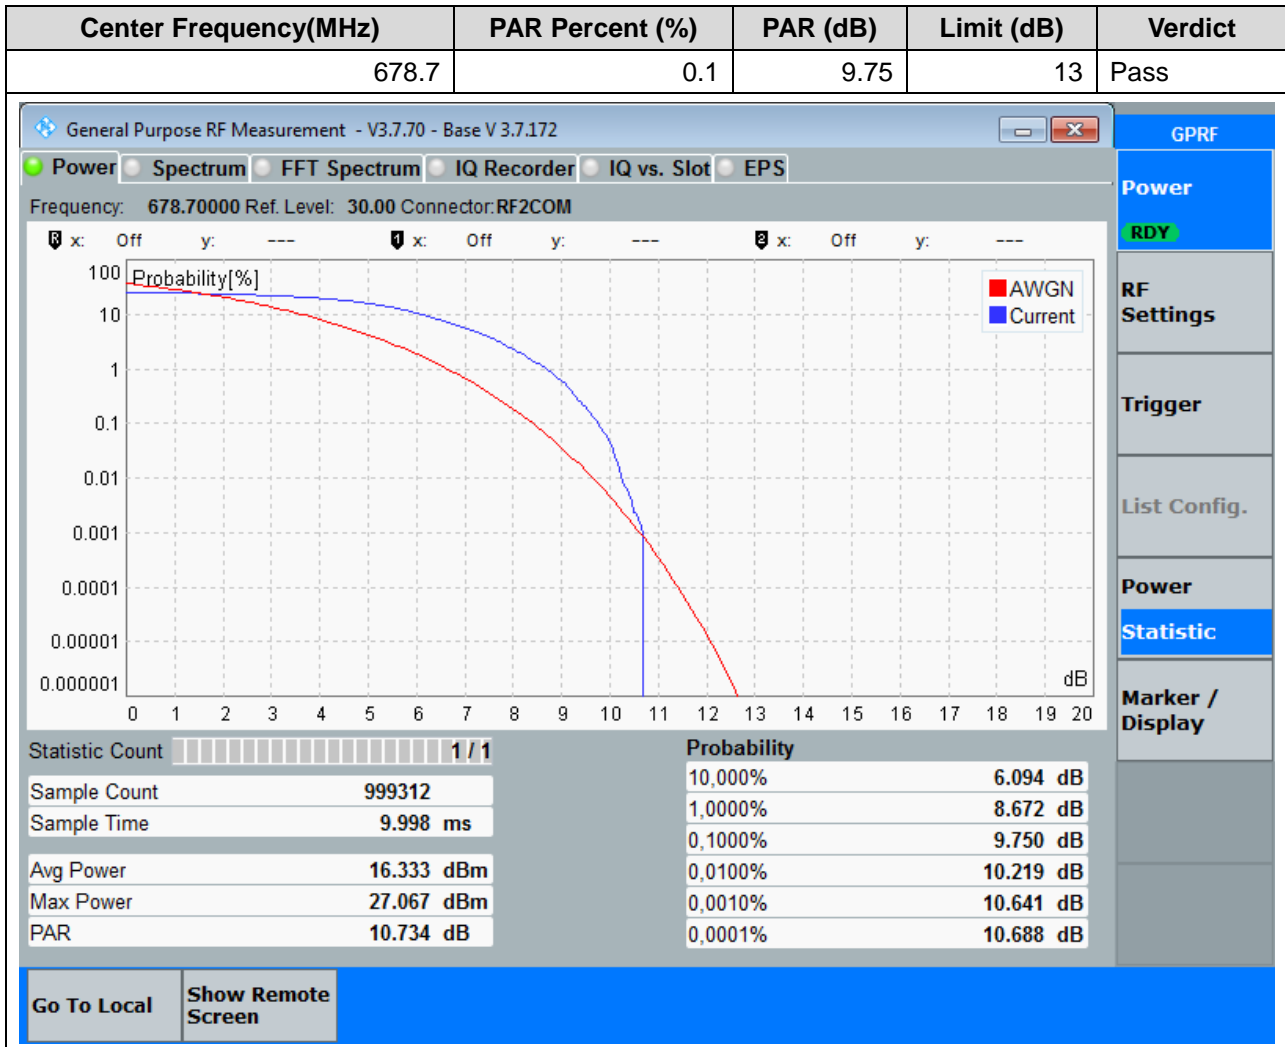 Center Frequency(MHz) PAR Percent (%) PAR (dB) Limit (dB) Verdict
678.7 0.1 9.75 13 Pass
General Purpose RF Measurement - V3.7.70 - Base V 3.7.172
GPRF
Power Spectrum FFT Spectrum IQ Recorder IQ vs. Slot EPS
Frequency: 678.70000 Ref. Level: 30.00 Connector:RF2COM
R x: Off y: --- 1 x: Off y: --- 2 x: Off y: ---
Probability[%]
100
10
1
0.1
0.01
0.001
0.0001
0.00001
0.000001
AWGN
Current
dB
0 1 2 3 4 5 6 7 8 9 10 11 12 13 14 15 16 17 18 19 20
Statistic Count 1 / 1
Sample Count 999312
Sample Time 9.998 ms
Avg Power 16.333 dBm
Max Power 27.067 dBm
PAR 10.734 dB
Probability
10,000% 6.094 dB
1,0000% 8.672 dB
0,1000% 9.750 dB
0,0100% 10.219 dB
0,0010% 10.641 dB
0,0001% 10.688 dB
Power
RDY
RF
Settings
Trigger
List Config.
Power
Statistic
Marker /
Display
Go To Local
Show Remote
Screen